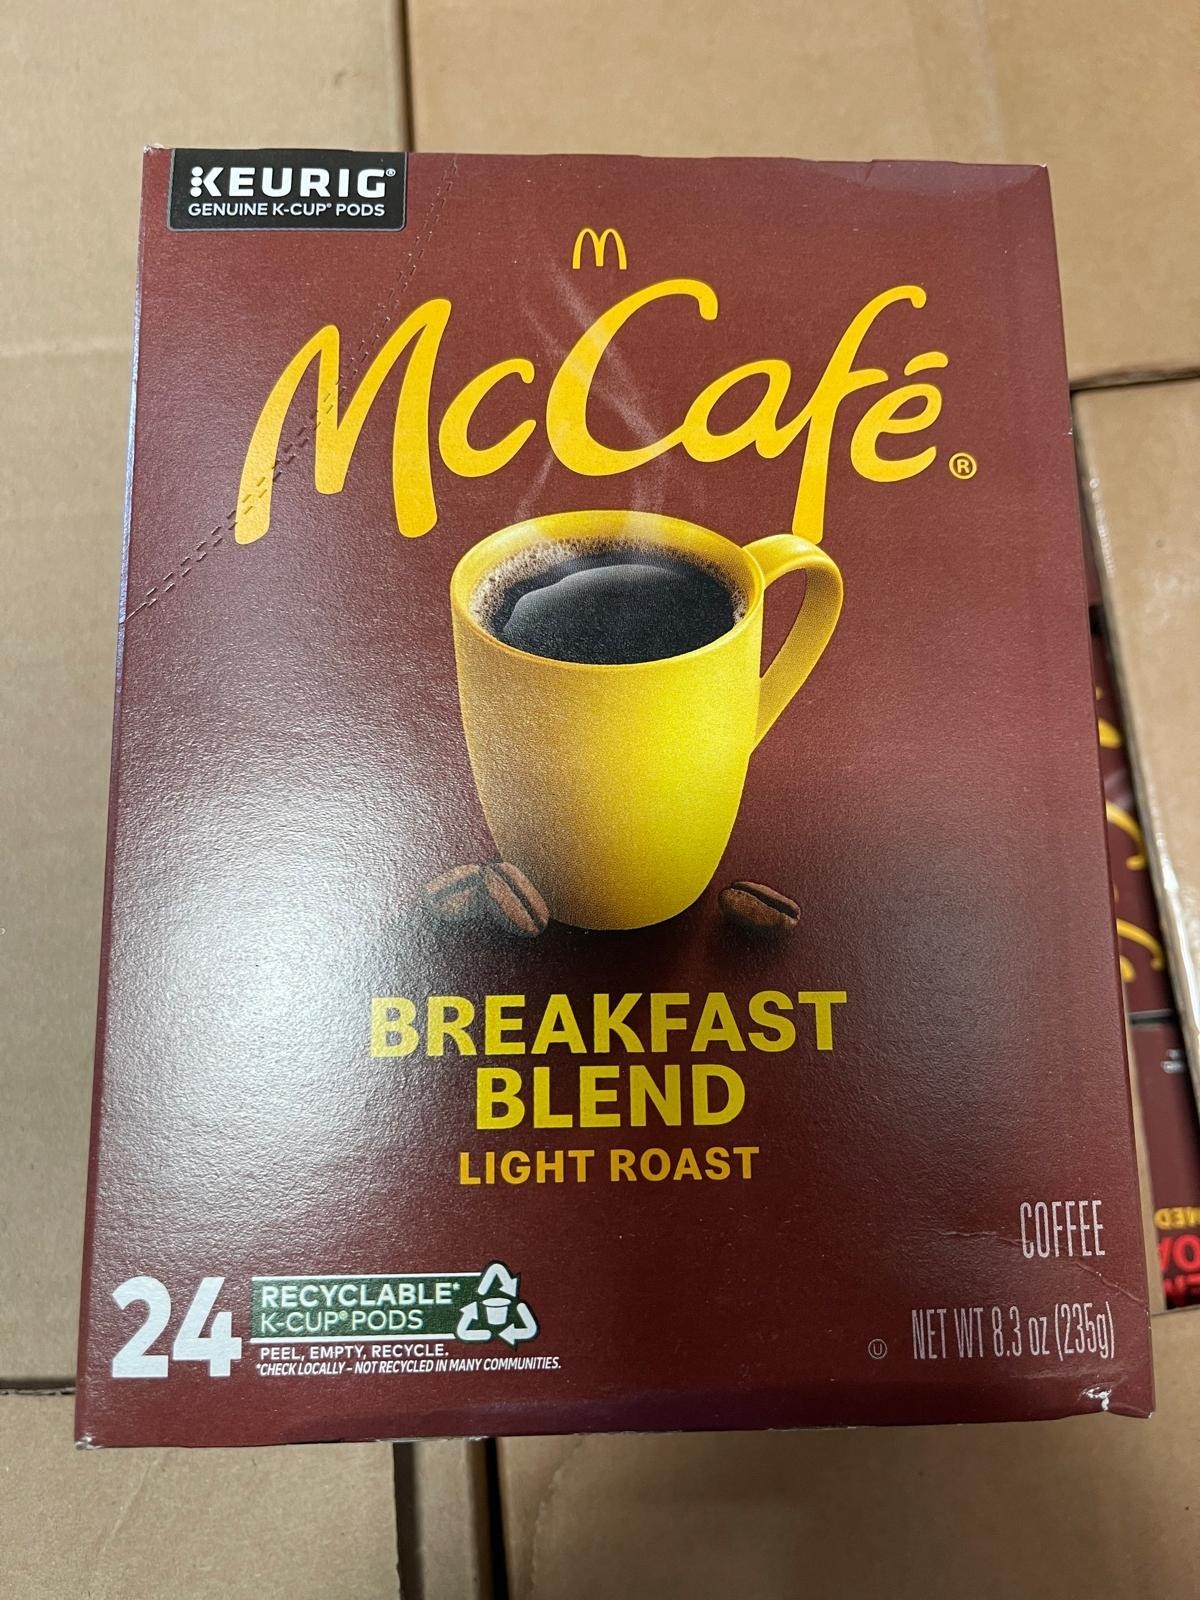 KEURIG®
GENUINE K-CUP® PODS
McCafé®
BREAKFAST
BLEND
LIGHT ROAST
COFFEE
24
RECYCLABLE*
K-CUP® PODS
PEEL, EMPTY, RECYCLE.
*CHECK LOCALLY – NOT RECYCLED IN MANY COMMUNITIES.
U NET WT 8.3 oz (235g)